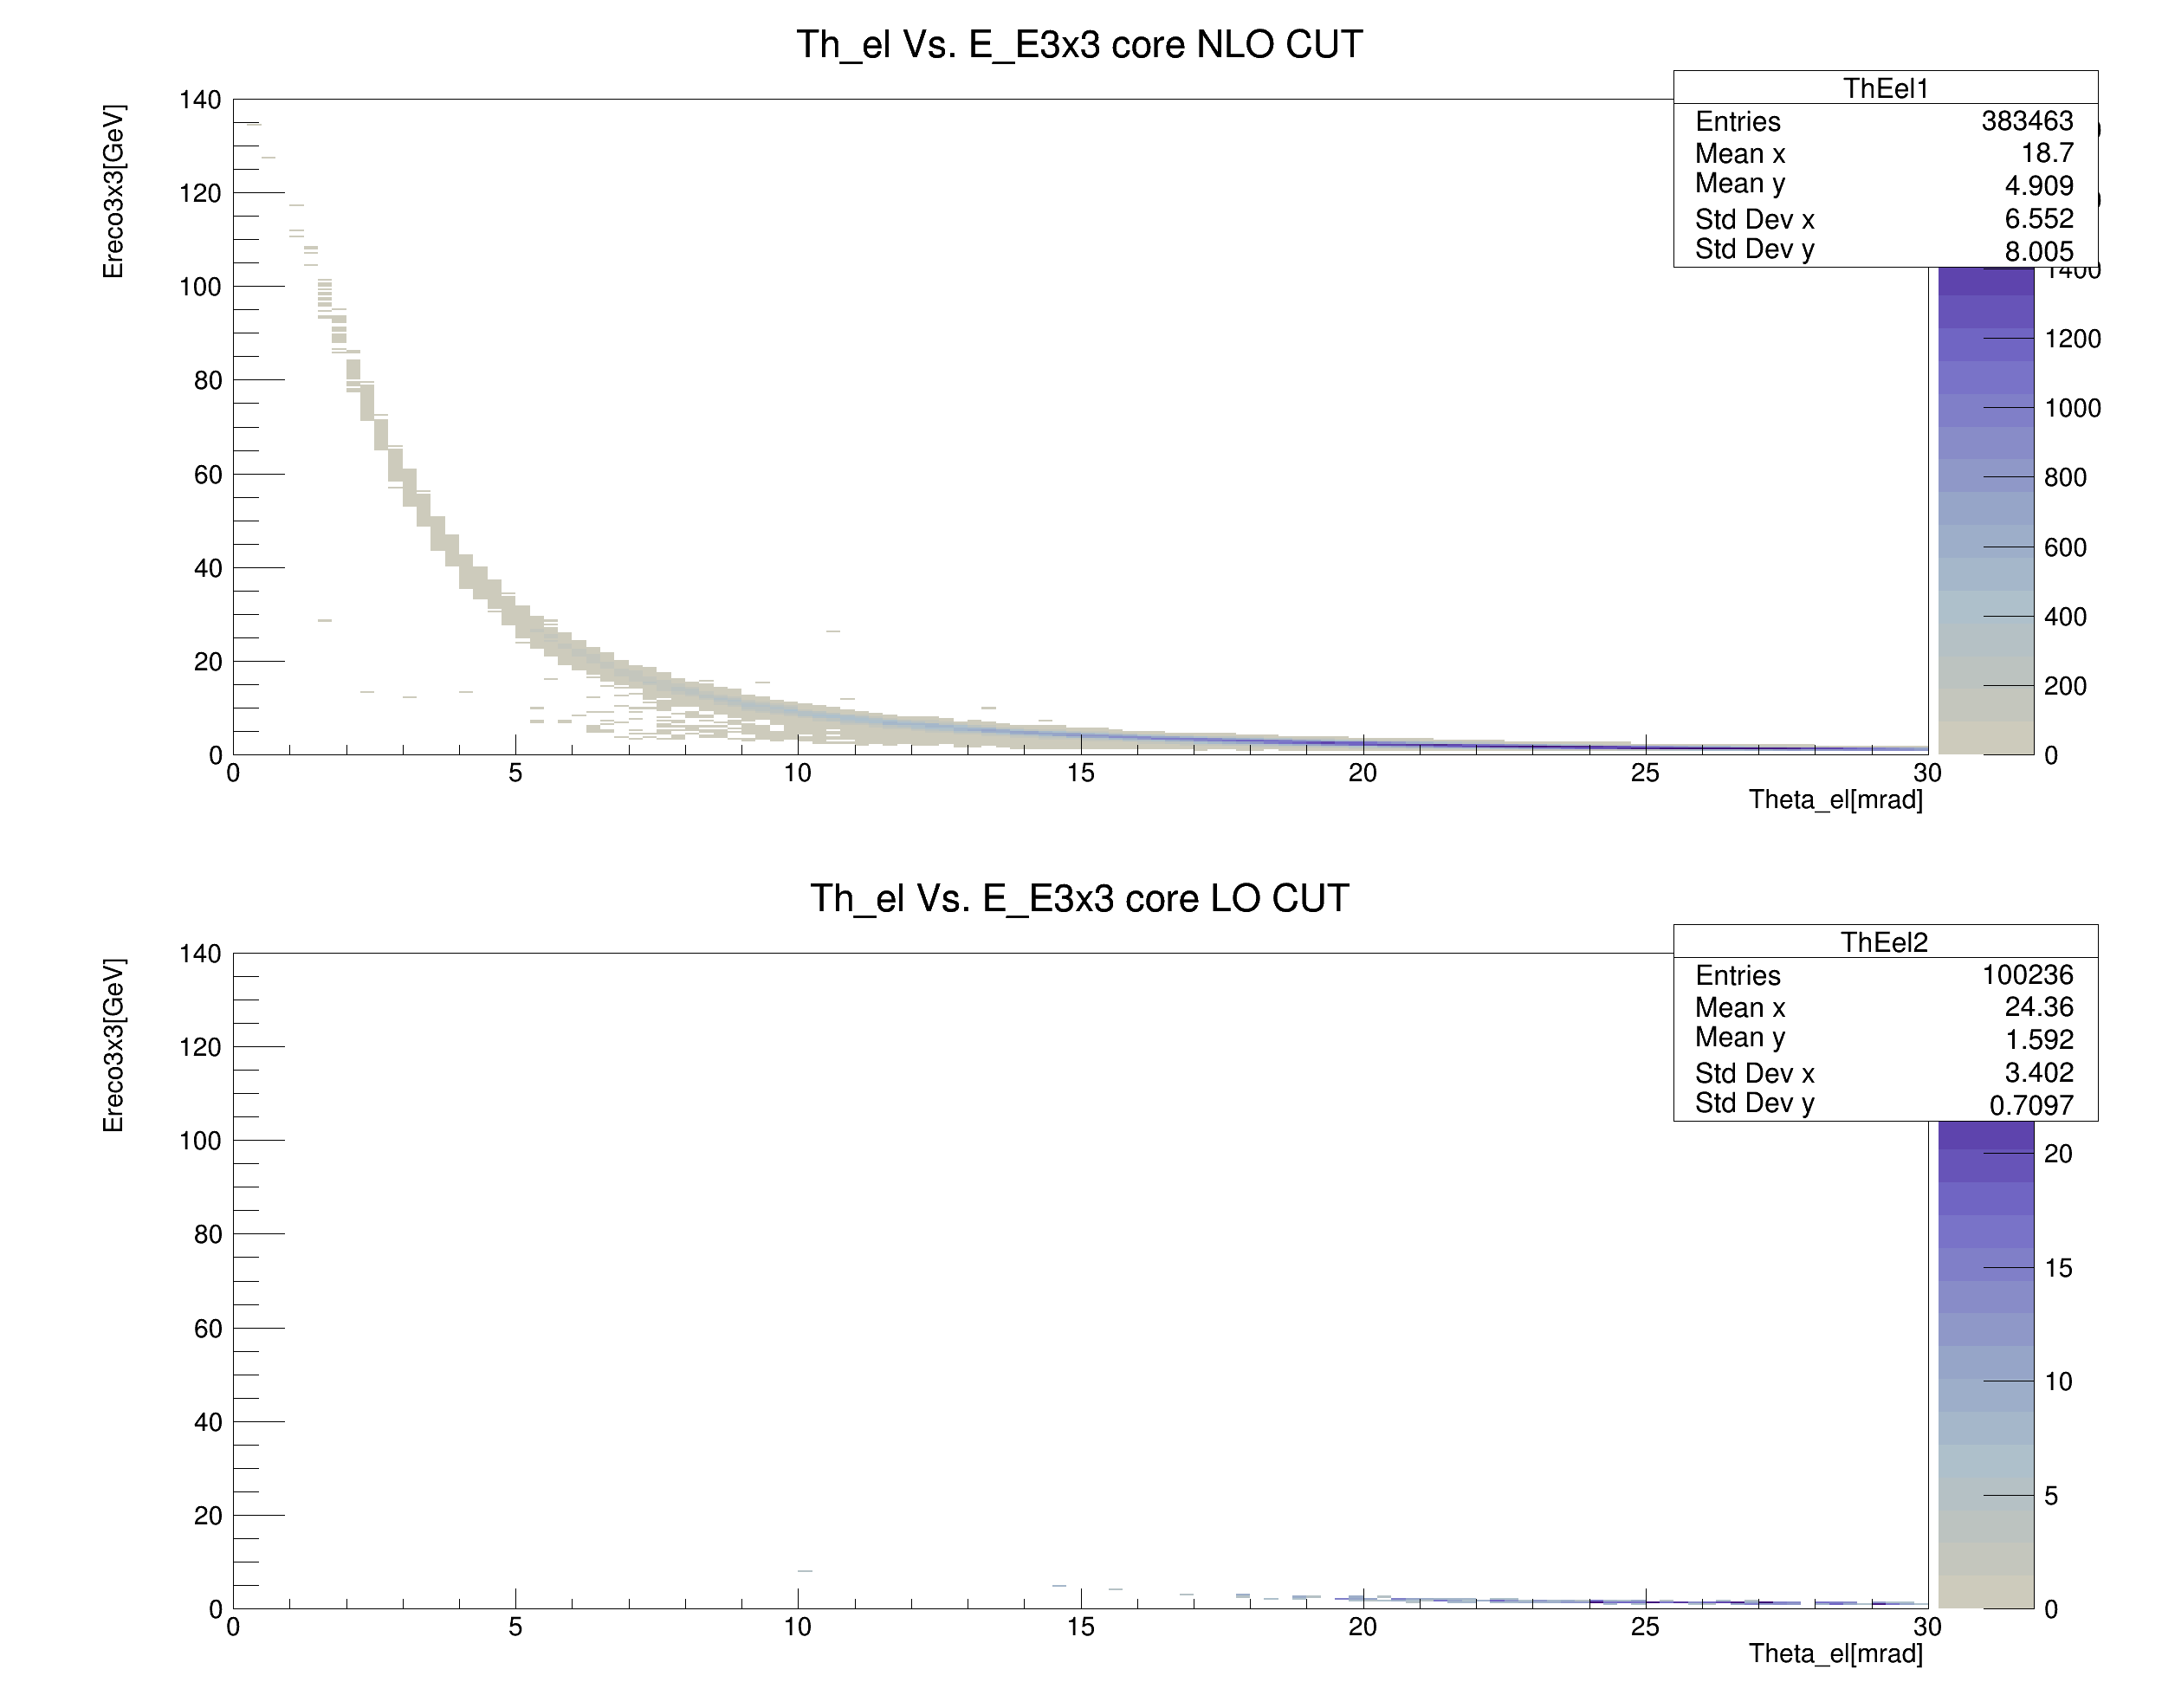 Th_el Vs. E_E3x3 core NLO CUT
ThEel1
Entries 383463
Mean x 18.7
Mean y 4.909
Std Dev x 6.552
Std Dev y 8.005
Ereco3x3[GeV]
140
120
100
80
60
40
20
0
0 5 10 15 20 25 30
Theta_el[mrad]
1400
1200
1000
800
600
400
200
0
Th_el Vs. E_E3x3 core LO CUT
ThEel2
Entries 100236
Mean x 24.36
Mean y 1.592
Std Dev x 3.402
Std Dev y 0.7097
Ereco3x3[GeV]
140
120
100
80
60
40
20
0
0 5 10 15 20 25 30
Theta_el[mrad]
20
15
10
5
0